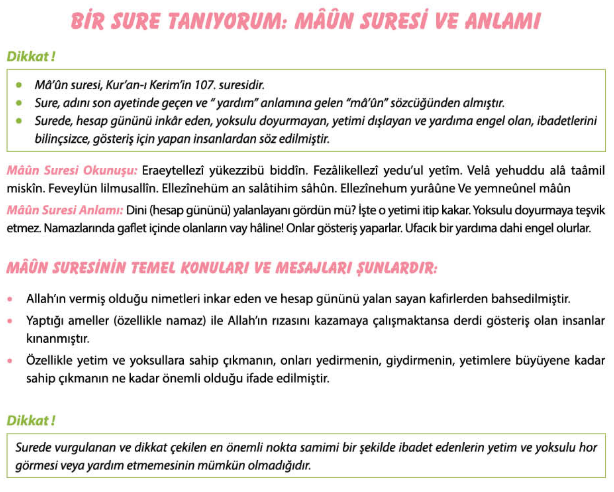 BİR SURE TANIYORUM: MÂÛN SURESİ VE ANLAMI
Dikkat !
• Mâ’ûn suresi, Kur’an-ı Kerim’in 107. suresidir.
• Sure, adını son ayetinde geçen ve “ yardım” anlamına gelen “mâ’ûn” sözcüğünden almıştır.
• Surede, hesap gününü inkâr eden, yoksulu doyurmayan, yetimi dışlayan ve yardıma engel olan, ibadetlerini
bilinçsizce, gösteriş için yapan insanlardan söz edilmiştir.
Mâûn Suresi Okunuşu: Eraeytellezî yükezzibü biddîn. Fezâlikellezî yedu’ul yetîm. Velâ yehuddu alâ taâmil
miskîn. Feveylün lilmusallîn. Ellezînehüm an salâtihim sâhûn. Ellezînehum yurâûne Ve yemneûnel mâûn
Mâûn Suresi Anlamı: Dini (hesap gününü) yalanlayanı gördün mü? İşte o yetimi itip kakar. Yoksulu doyurmaya teşvik
etmez. Namazlarında gaflet içinde olanların vay hâline! Onlar gösteriş yaparlar. Ufacık bir yardıma dahi engel olurlar.
MÂÛN SURESİNİN TEMEL KONULARI VE MESAJLARI ŞUNLARDIR:
• Allah’ın vermiş olduğu nimetleri inkar eden ve hesap gününü yalan sayan kafirlerden bahsedilmiştir.
• Yaptığı ameller (özellikle namaz) ile Allah’ın rızasını kazamaya çalışmaktansa derdi gösteriş olan insanlar
kınanmıştır.
• Özellikle yetim ve yoksullara sahip çıkmanın, onları yedirmenin, giydirmenin, yetimlere büyüyene kadar
sahip çıkmanın ne kadar önemli olduğu ifade edilmiştir.
Dikkat !
Surede vurgulanan ve dikkat çekilen en önemli nokta samimi bir şekilde ibadet edenlerin yetim ve yoksulu hor
görmesi veya yardım etmemesinin mümkün olmadığıdır.